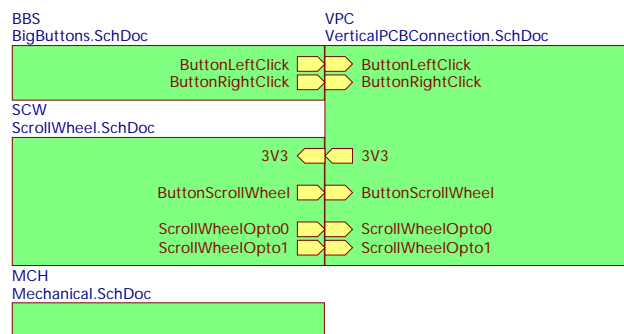 BBS
BigButtons.SchDoc
VPC
VerticalPCBConnection.SchDoc
ButtonLeftClick
ButtonLeftClick
ButtonRightClick
ButtonRightClick
SCW
ScrollWheel.SchDoc
3V3
3V3
ButtonScrollWheel
ButtonScrollWheel
ScrollWheelOpto0
ScrollWheelOpto0
ScrollWheelOpto1
ScrollWheelOpto1
MCH
Mechanical.SchDoc